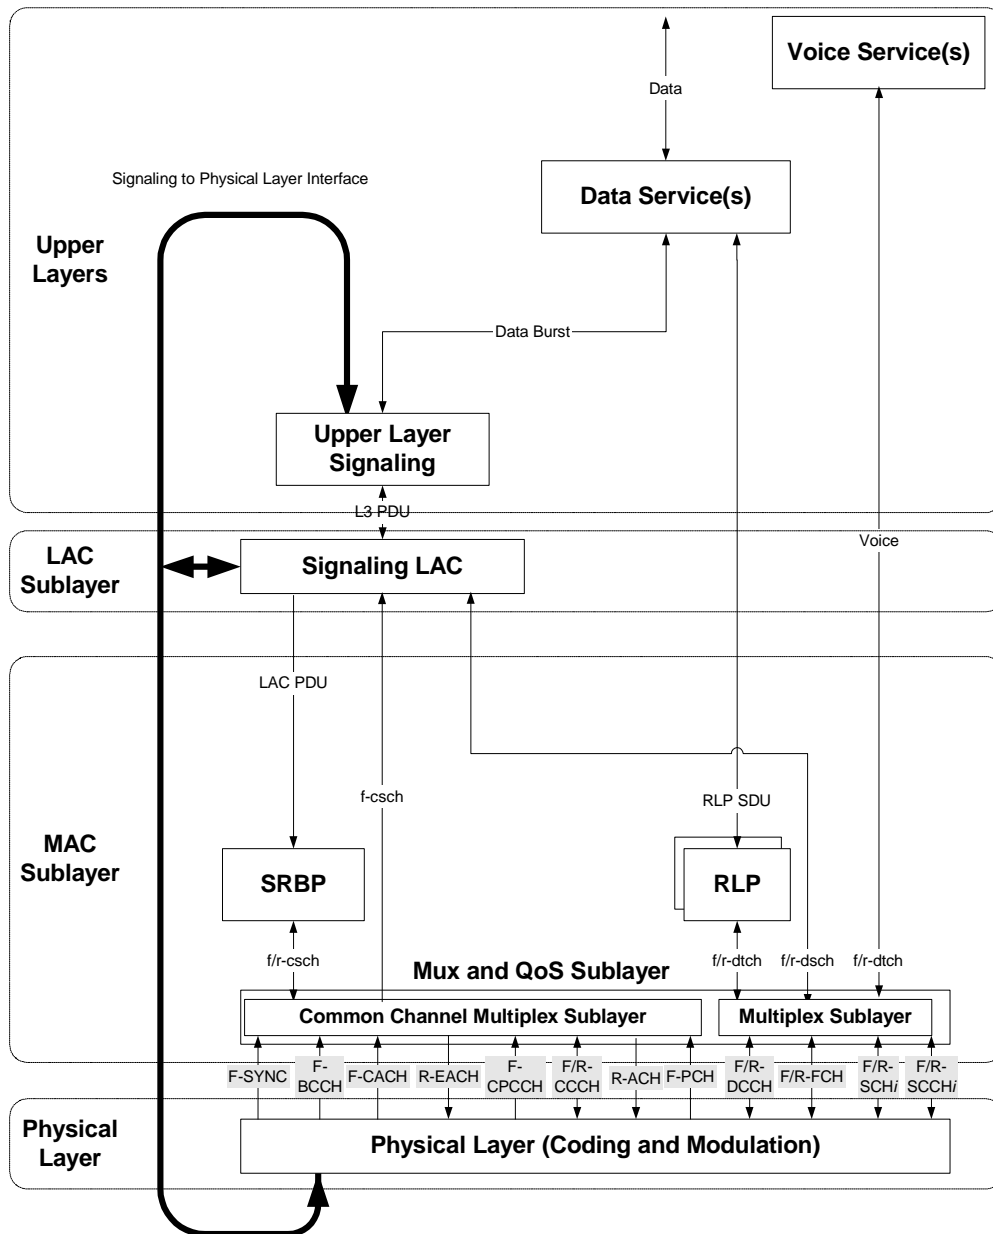 Voice Service(s)
Data
Signaling to Physical Layer Interface
Data Service(s)
Upper
Layers
Data Burst
Upper Layer
Signaling
L3 PDU
Voice
LAC
Sublayer
Signaling LAC
LAC PDU
f-csch
RLP SDU
MAC
Sublayer
SRBP
RLP
f/r-csch
f/r-dtch
f/r-dsch
f/r-dtch
Mux and QoS Sublayer
Common Channel Multiplex Sublayer
Multiplex Sublayer
F-SYNC
F-
BCCH
F-CACH
R-EACH
F-
CPCCH
F/R-
CCCH
R-ACH
F-PCH
F/R-
DCCH
F/R-FCH
F/R-
SCHi
F/R-
SCCHi
Physical
Layer
Physical Layer (Coding and Modulation)